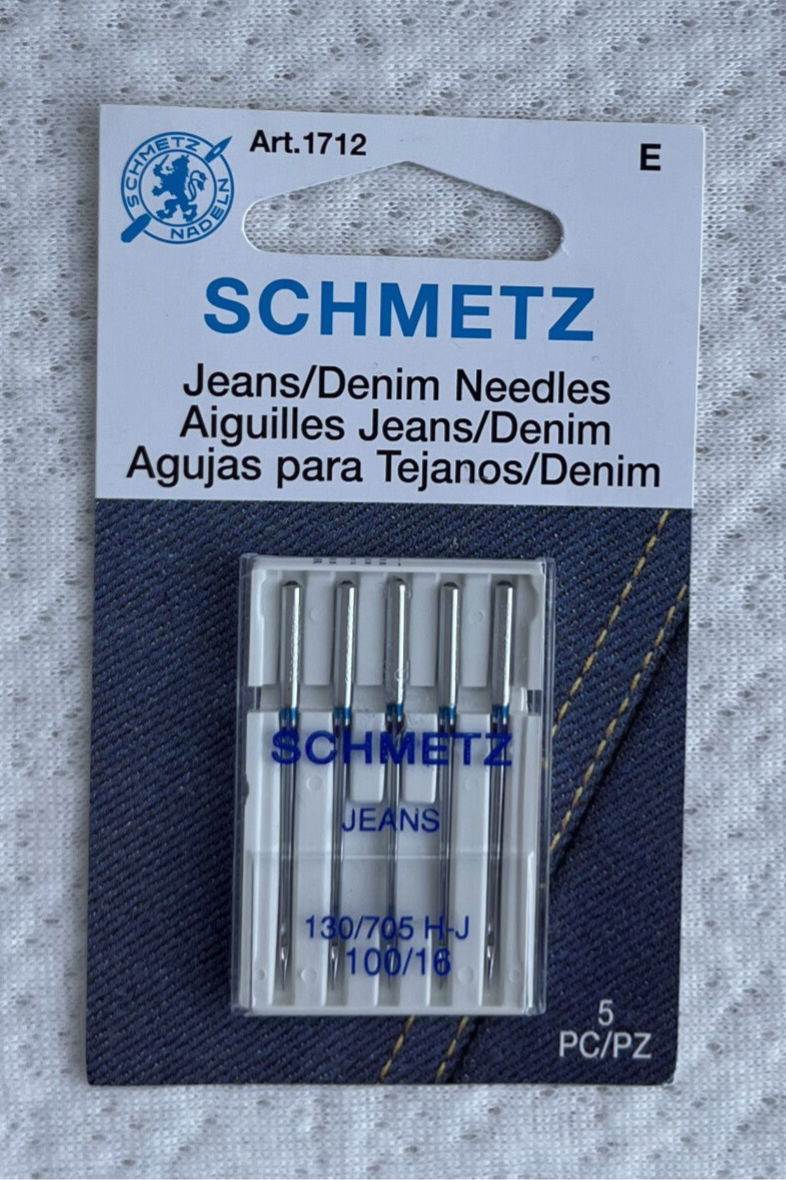 SCHMETZ
NADELN
Art.1712
E
SCHMETZ
Jeans/Denim Needles
Aiguilles Jeans/Denim
Agujas para Tejanos/Denim
SCHMETZ
JEANS
130/705 H-J
100/16
5
PC/PZ